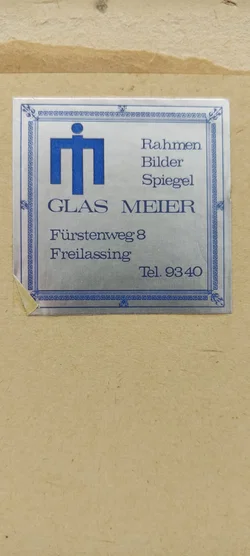 Rahmen
Bilder
Spiegel
GLAS MEIER
Fürstenweg 8
Freilassing
Tel. 9340